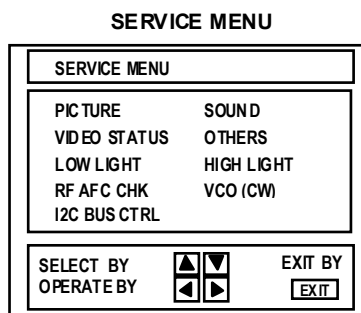 SERVICE MENU
SERVICE MENU
PICTURE SOUND
VIDEO STATUS OTHERS
LOW LIGHT HIGH LIGHT
RF AFC CHK VCO (CW)
I2C BUS CTRL
SELECT BY EXIT BY
OPERATE BY EXIT